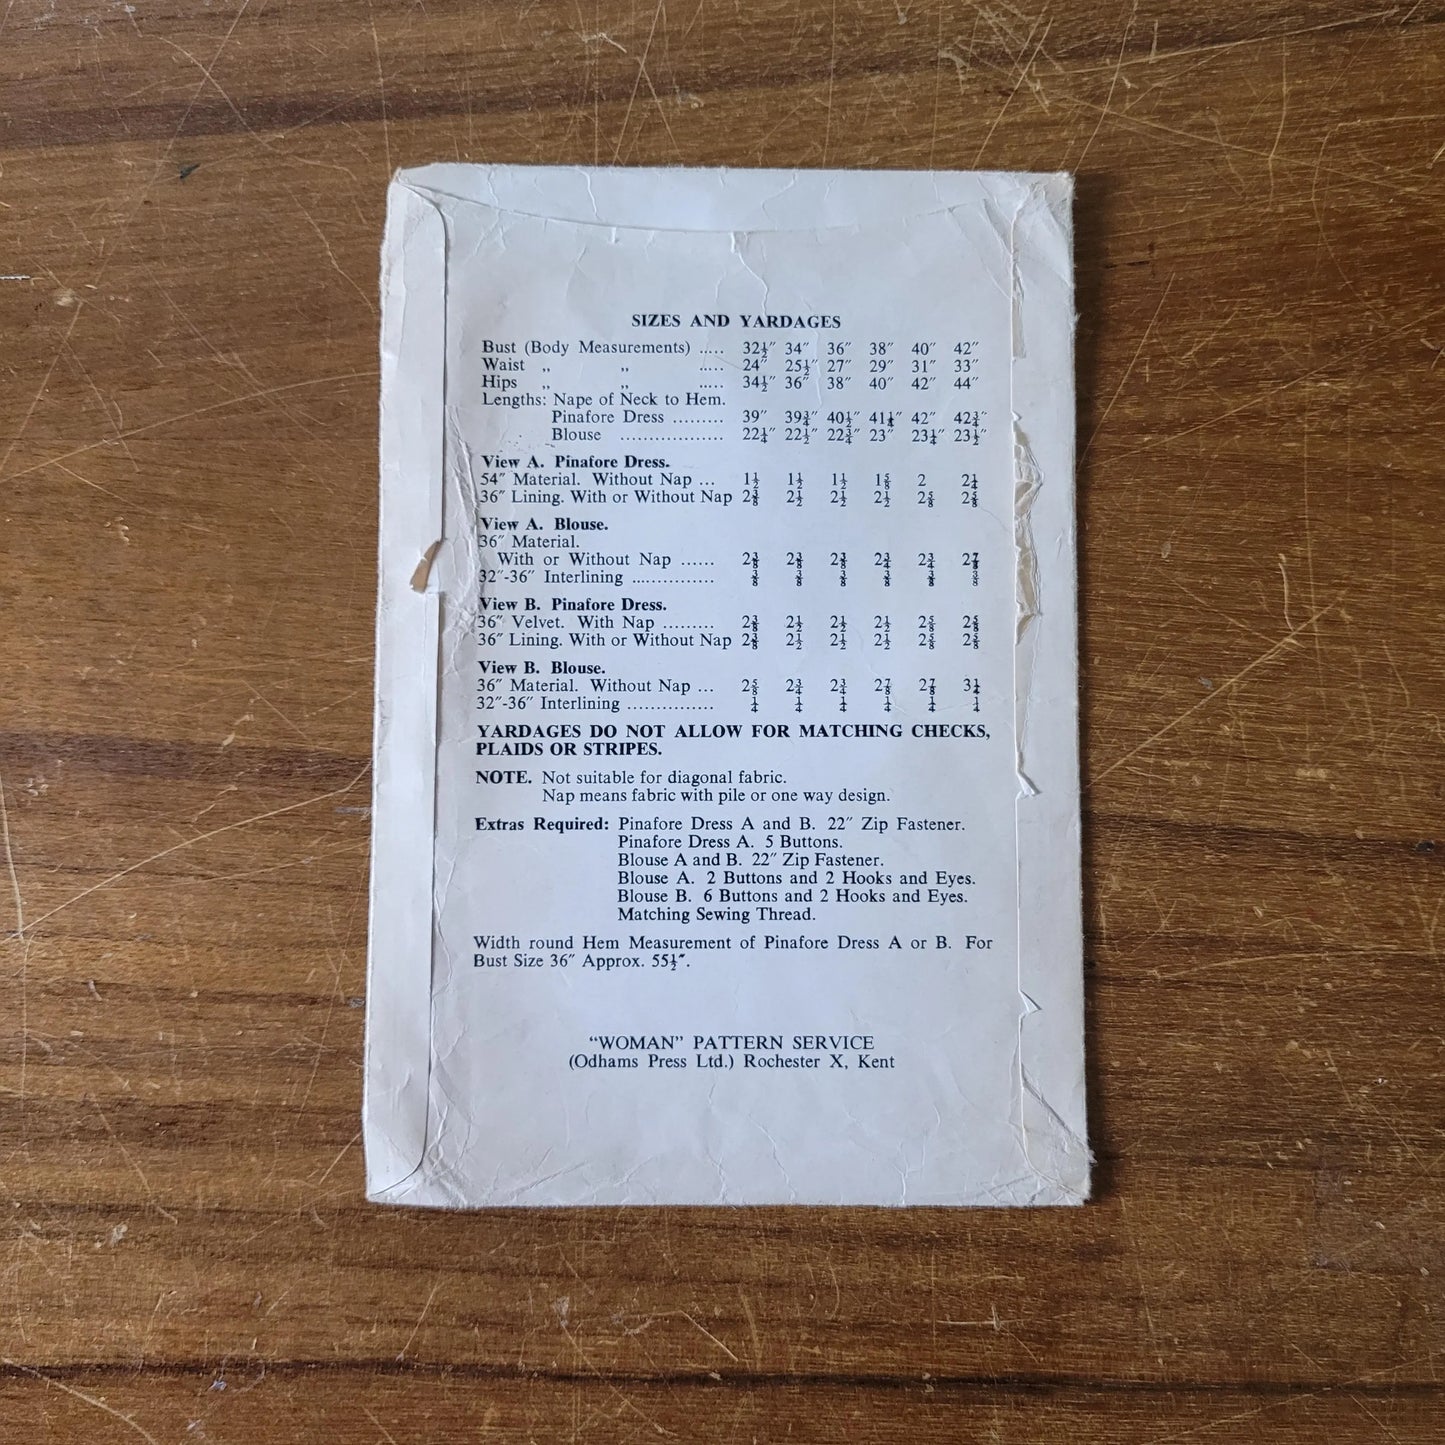 SIZES AND YARDAGES
Bust (Body Measurements) ..... 32½″ 34″ 36″ 38″ 40″ 42″
Waist „ „ ..... 24″ 25½″ 27″ 29″ 31″ 33″
Hips „ „ ..... 34½″ 36″ 38″ 40″ 42″ 44″
Lengths: Nape of Neck to Hem.
Pinafore Dress ......... 39″ 39¾″ 40½″ 41¼″ 42″ 42¾″
Blouse .................. 22¼″ 22½″ 22¾″ 23″ 23¼″ 23½″
View A. Pinafore Dress.
54″ Material. Without Nap ... 1½ 1½ 1½ 1⅝ 2 2¼
36″ Lining. With or Without Nap 2⅜ 2½ 2½ 2½ 2⅝ 2⅝
View A. Blouse.
36″ Material.
With or Without Nap ...... 2⅜ 2⅜ 2⅜ 2¾ 2¾ 2⅞
32″-36″ Interlining .............. ⅜ ⅜ ⅜ ⅜ ⅜ ⅜
View B. Pinafore Dress.
36″ Velvet. With Nap ......... 2⅜ 2½ 2½ 2½ 2⅝ 2⅝
36″ Lining. With or Without Nap 2⅜ 2½ 2½ 2½ 2⅝ 2⅝
View B. Blouse.
36″ Material. Without Nap ... 2⅝ 2¾ 2¾ 2⅞ 2⅞ 3¼
32″-36″ Interlining ............... ¼ ¼ ¼ ¼ ¼ ¼
YARDAGES DO NOT ALLOW FOR MATCHING CHECKS,
PLAIDS OR STRIPES.
NOTE. Not suitable for diagonal fabric.
Nap means fabric with pile or one way design.
Extras Required: Pinafore Dress A and B. 22″ Zip Fastener.
Pinafore Dress A. 5 Buttons.
Blouse A and B. 22″ Zip Fastener.
Blouse A. 2 Buttons and 2 Hooks and Eyes.
Blouse B. 6 Buttons and 2 Hooks and Eyes.
Matching Sewing Thread.
Width round Hem Measurement of Pinafore Dress A or B. For
Bust Size 36″ Approx. 55½″.
“WOMAN” PATTERN SERVICE
(Odhams Press Ltd.) Rochester X, Kent